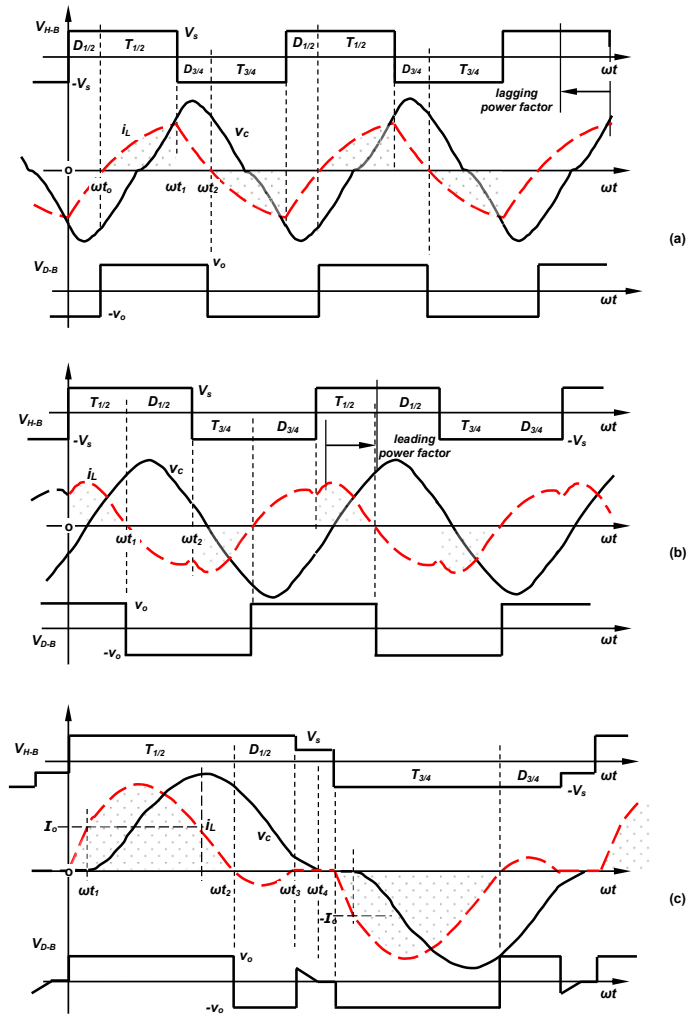 V_H-B V_s
D_1/2 T_1/2 D_1/2 T_1/2
-V_s D_3/4 T_3/4 D_3/4 T_3/4 ωt
lagging
power factor
i_L v_c
o ωt
ωt_o ωt_1 ωt_2
(a)
V_D-B v_o
ωt
-v_o
V_s
T_1/2 D_1/2 T_1/2 D_1/2
V_H-B ωt
-V_s T_3/4 D_3/4 T_3/4 D_3/4 -V_s
leading
power factor
i_L v_c
o ωt
ωt_1 ωt_2
(b)
v_o
V_D-B ωt
-v_o
V_s
V_H-B T_1/2 D_1/2 ωt
T_3/4 D_3/4 -V_s
I_o i_L v_c
o ωt
ωt_1 ωt_2 ωt_3 ωt_4
-I_o (c)
V_D-B v_o
ωt
-v_o